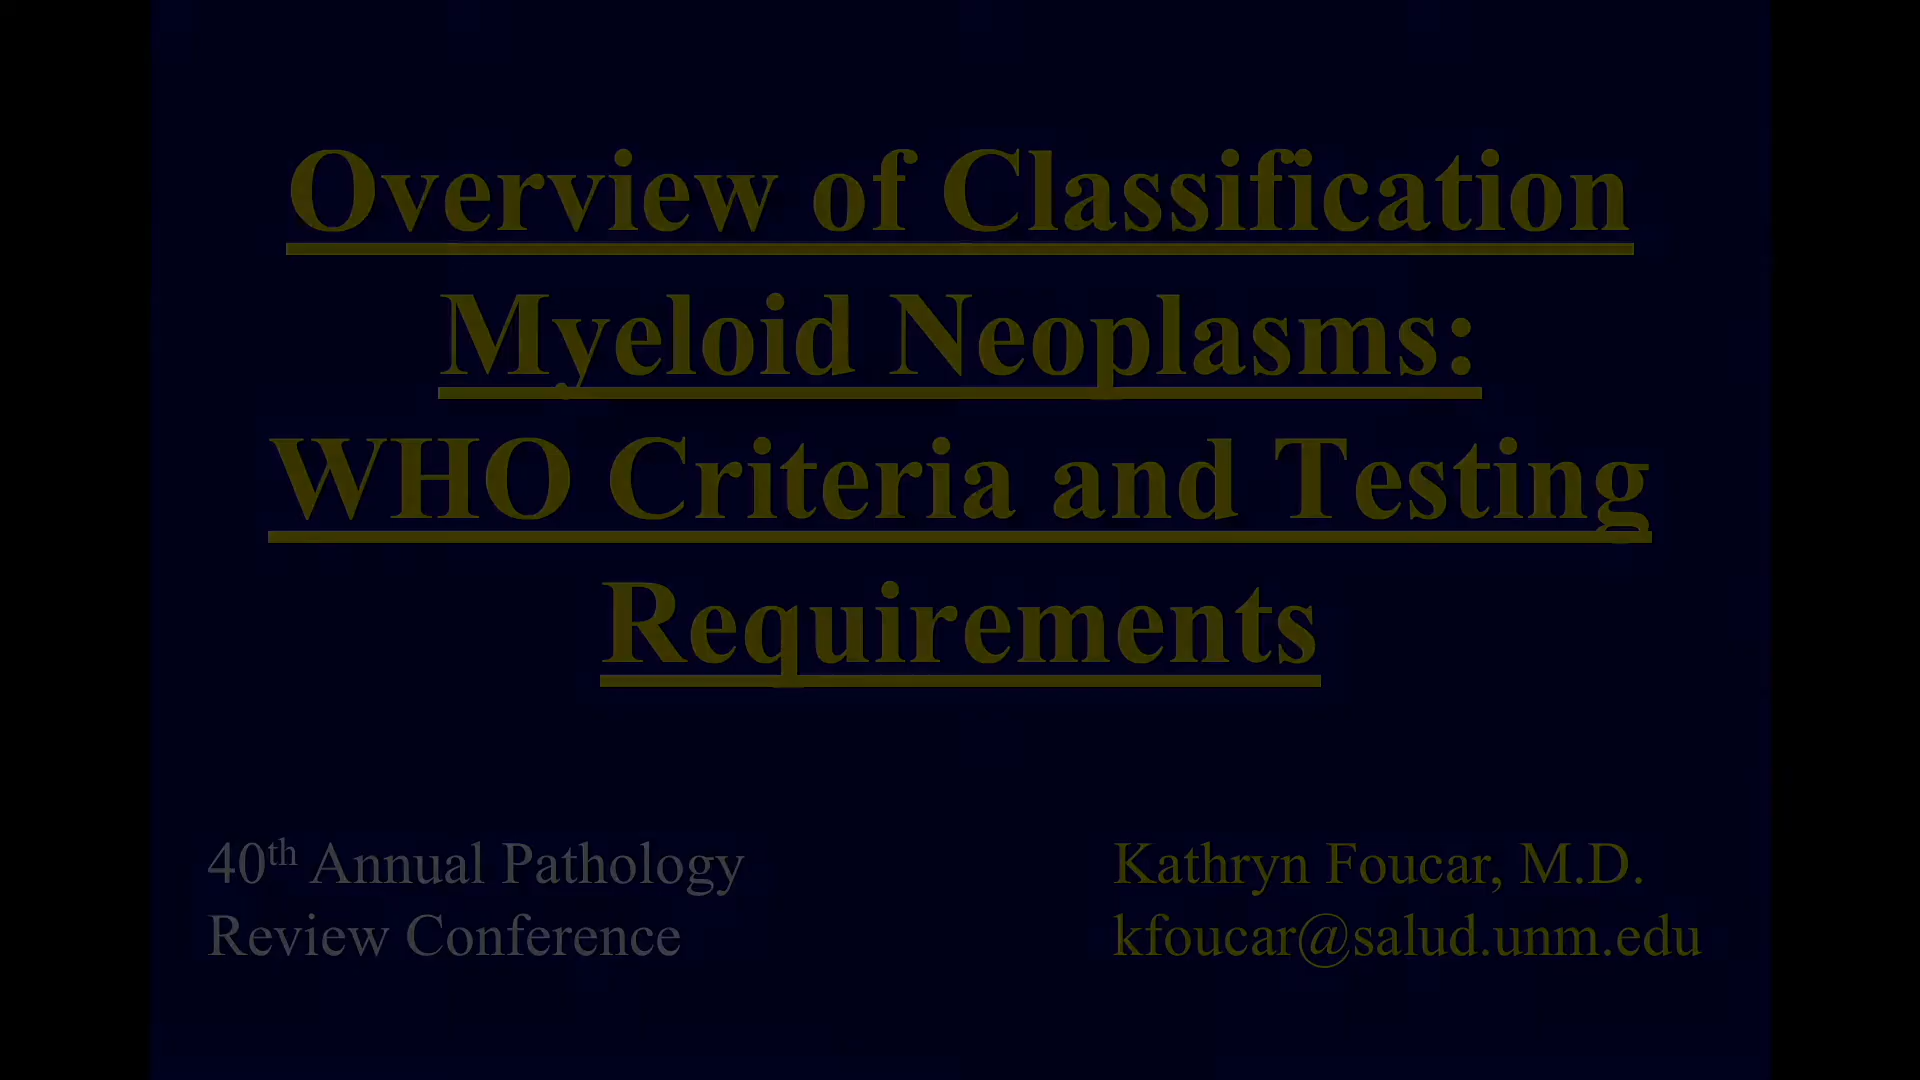 Overview of Classification
Myeloid Neoplasms:
WHO Criteria and Testing
Requirements
40th Annual Pathology
Review Conference
Kathryn Foucar, M.D.
kfoucar@salud.unm.edu